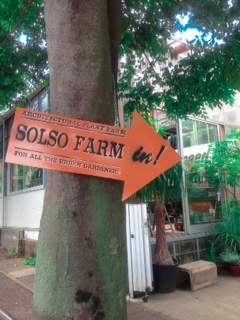 ARCHITECTURAL PLANT FARM
SOLSO FARM in!
FOR ALL THE URBAN GARDENERS